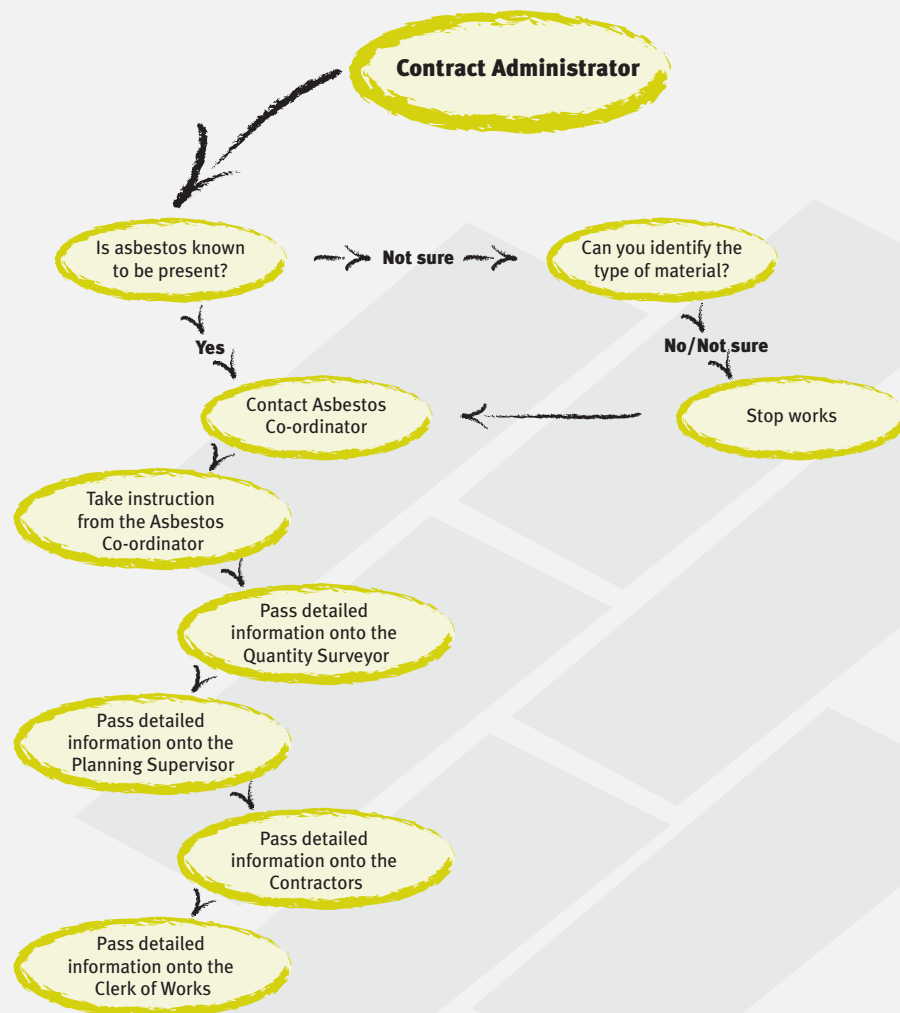 Contract Administrator
Is asbestos known
to be present?
Not sure
Can you identify the
type of material?
Yes
No/Not sure
Contact Asbestos
Co-ordinator
Stop works
Take instruction
from the Asbestos
Co-ordinator
Pass detailed
information onto the
Quantity Surveyor
Pass detailed
information onto the
Planning Supervisor
Pass detailed
information onto the
Contractors
Pass detailed
information onto the
Clerk of Works